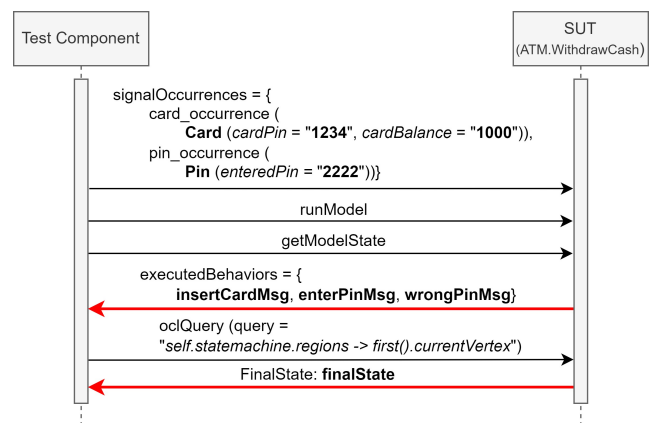 Test Component
SUT
(ATM.WithdrawCash)
signalOccurrences = {
card_occurrence (
Card (cardPin = "1234", cardBalance = "1000")),
pin_occurrence (
Pin (enteredPin = "2222"))}
runModel
getModelState
executedBehaviors = {
insertCardMsg, enterPinMsg, wrongPinMsg}
oclQuery (query =
"self.statemachine.regions -> first().currentVertex")
FinalState: finalState